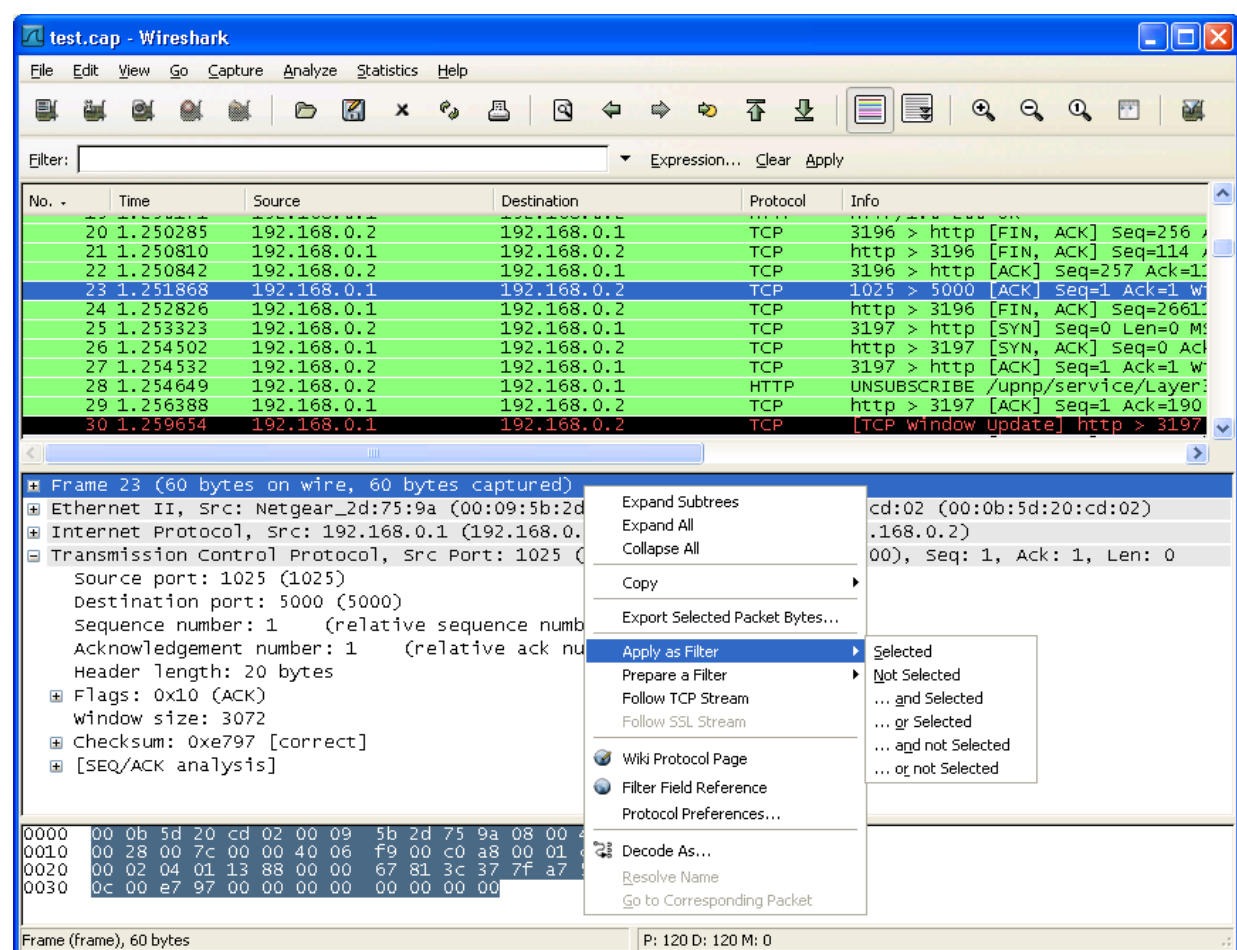 test.cap - Wireshark
File Edit View Go Capture Analyze Statistics Help
Filter: Expression... Clear Apply
No. Time Source Destination Protocol Info
20 1.250285 192.168.0.2 192.168.0.1 TCP 3196 > http [FIN, ACK] Seq=256
21 1.250810 192.168.0.1 192.168.0.2 TCP http > 3196 [FIN, ACK] Seq=114
22 1.250842 192.168.0.2 192.168.0.1 TCP 3196 > http [ACK] Seq=257
23 1.251868 192.168.0.1 192.168.0.2 TCP 1025 > 5000 [ACK] Seq=1 Ack=1
24 1.252826 192.168.0.1 192.168.0.2 TCP http > 3196 [FIN, ACK]
25 1.253323 192.168.0.2 192.168.0.1 TCP 3197 > http [SYN] Seq=0 Len=0
26 1.254502 192.168.0.1 192.168.0.2 TCP http > 3197 [SYN, ACK] Seq=0
27 1.254532 192.168.0.2 192.168.0.1 TCP 3197 > http [ACK] Seq=1 Ack=1
28 1.254649 192.168.0.2 192.168.0.1 HTTP UNSUBSCRIBE
29 1.256388 192.168.0.1 192.168.0.2 TCP http > 3197 [ACK] Seq=1 Ack=190
30 1.259654 192.168.0.1 192.168.0.2 TCP [TCP Window Update] http > 3197
Frame 23 (60 bytes on wire, 60 bytes captured)
Ethernet II, Src: Netgear_2d:75:9a (00:09:5b:2d cd:02 (00:0b:5d:20:cd:02)
Internet Protocol, Src: 192.168.0.1 (192.168.0. .168.0.2)
Transmission Control Protocol, Src Port: 1025 ( 00), Seq: 1, Ack: 1, Len: 0
Source port: 1025 (1025)
Destination port: 5000 (5000)
Sequence number: 1 (relative sequence numb
Acknowledgement number: 1 (relative ack nu
Header length: 20 bytes
Flags: 0x10 (ACK)
Window size: 3072
Checksum: 0xe797 [correct]
[SEQ/ACK analysis]
Expand Subtrees
Expand All
Collapse All
Copy
Export Selected Packet Bytes...
Apply as Filter
Prepare a Filter
Follow TCP Stream
Follow SSL Stream
Wiki Protocol Page
Filter Field Reference
Protocol Preferences...
Decode As...
Resolve Name
Go to Corresponding Packet
Selected
Not Selected
... and Selected
... or Selected
... and not Selected
... or not Selected
0000 00 0b 5d 20 cd 02 00 09 5b 2d 75 9a 08 00
0010 00 28 00 7c 00 00 40 06 f9 00 c0 a8 00 01
0020 00 02 04 01 13 88 00 00 67 81 3c 37 7f a7
0030 0c 00 e7 97 00 00 00 00 00 00 00 00
Frame (frame), 60 bytes P: 120 D: 120 M: 0